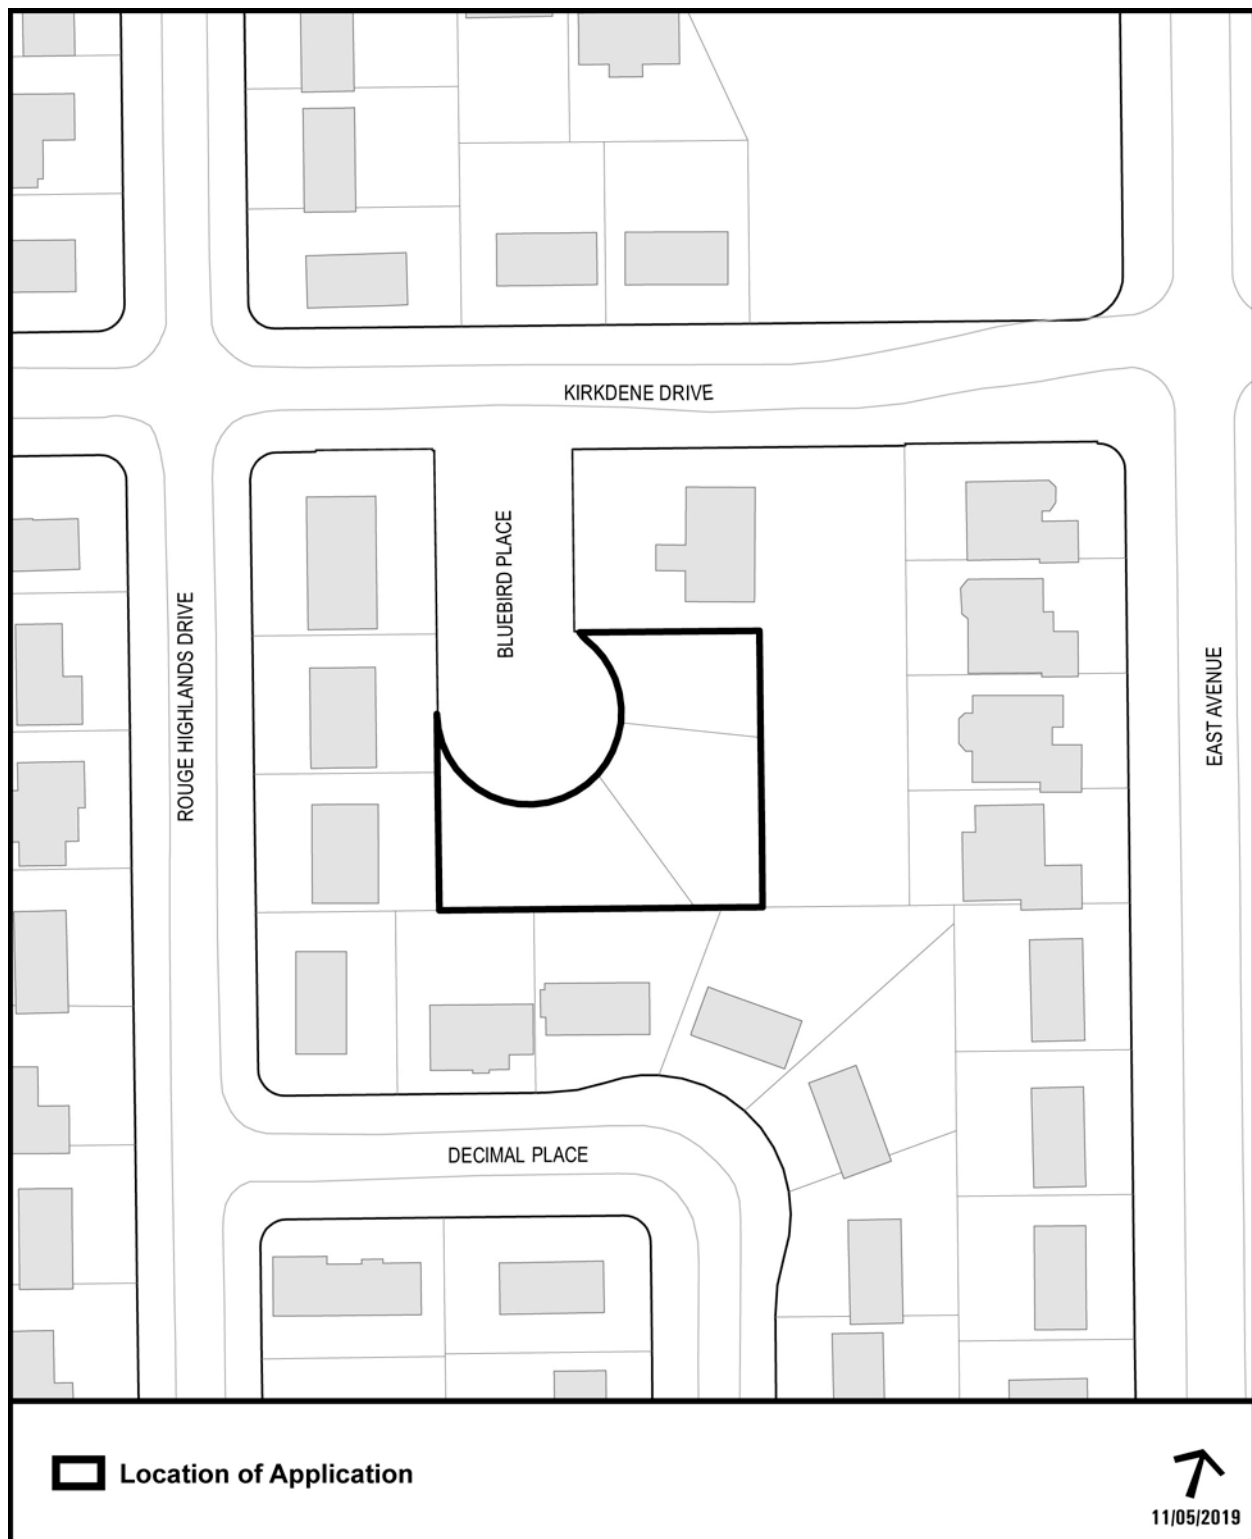 KIRKDENE DRIVE
BLUEBIRD PLACE
ROUGE HIGHLANDS DRIVE
EAST AVENUE
DECIMAL PLACE
Location of Application
11/05/2019